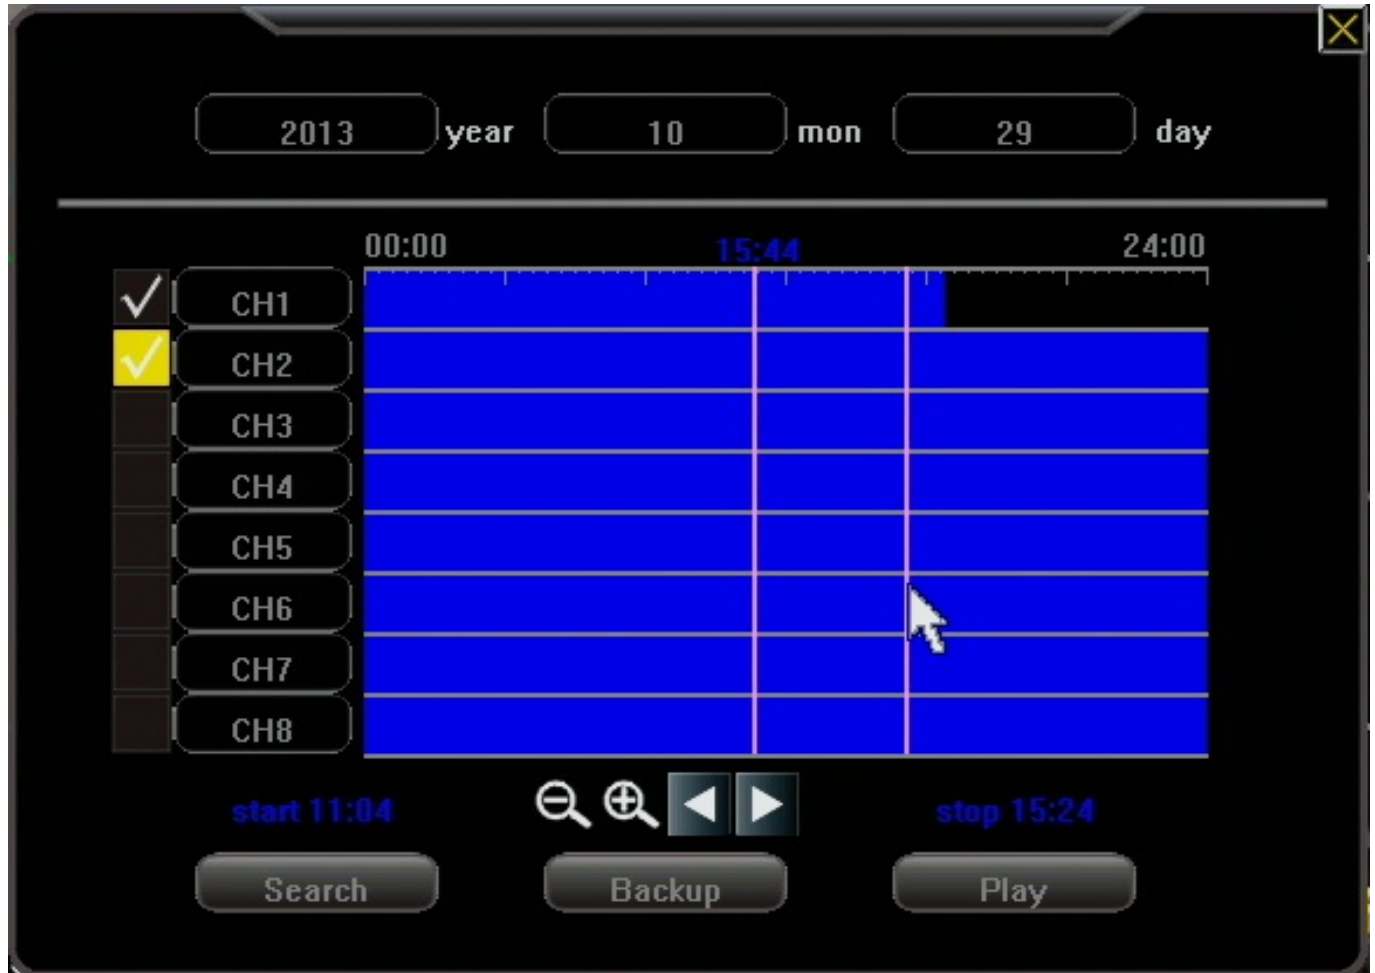 2013 year 10 mon 29 day
00:00 15:44 24:00
CH1
CH2
CH3
CH4
CH5
CH6
CH7
CH8
start 11:04 stop 15:24
Search Backup Play